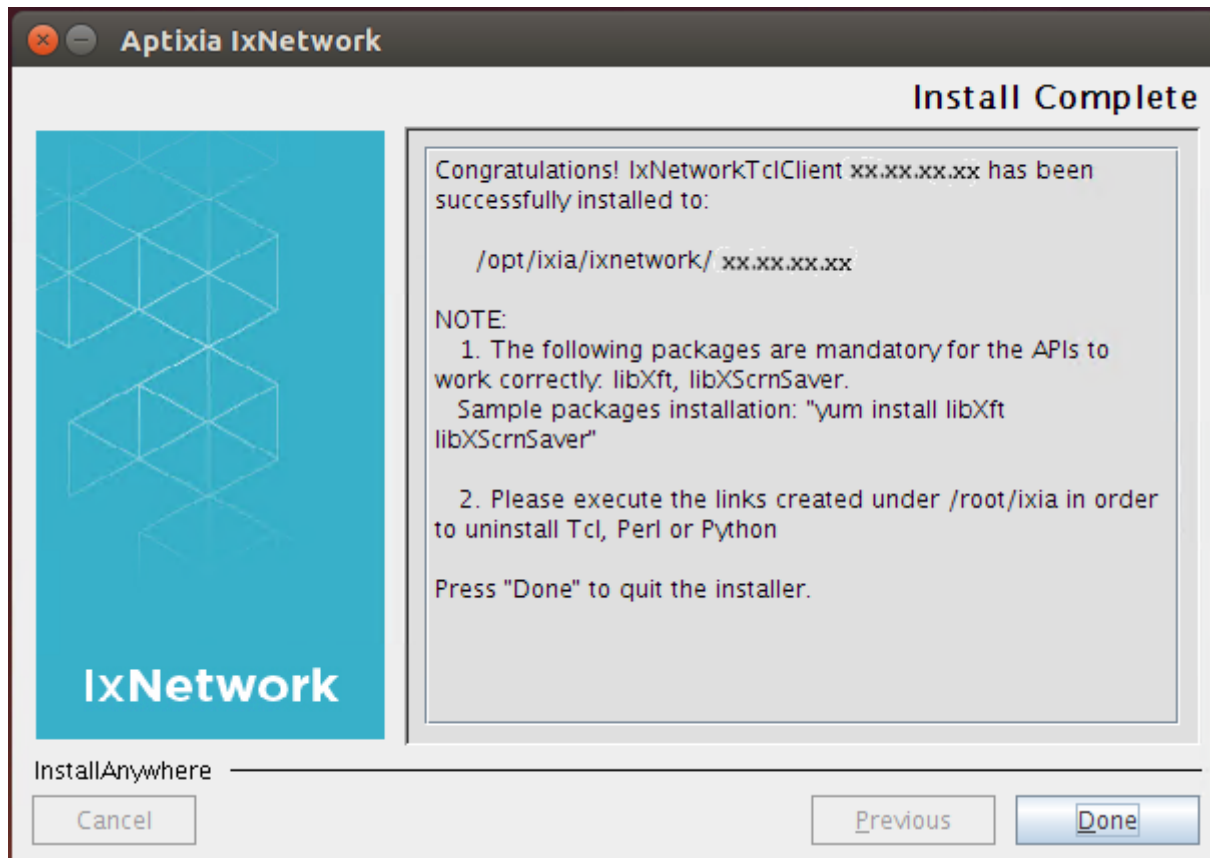 Aptixia IxNetwork
Install Complete
Congratulations! IxNetworkTclClient xx.xx.xx.xx has been
successfully installed to:
/opt/ixia/ixnetwork/ xx.xx.xx.xx
NOTE:
1. The following packages are mandatory for the APIs to
work correctly: libXft, libXScrnSaver.
Sample packages installation: "yum install libXft
libXScrnSaver"
2. Please execute the links created under /root/ixia in order
to uninstall Tcl, Perl or Python
Press "Done" to quit the installer.
IxNetwork
InstallAnywhere
Cancel
Previous
Done